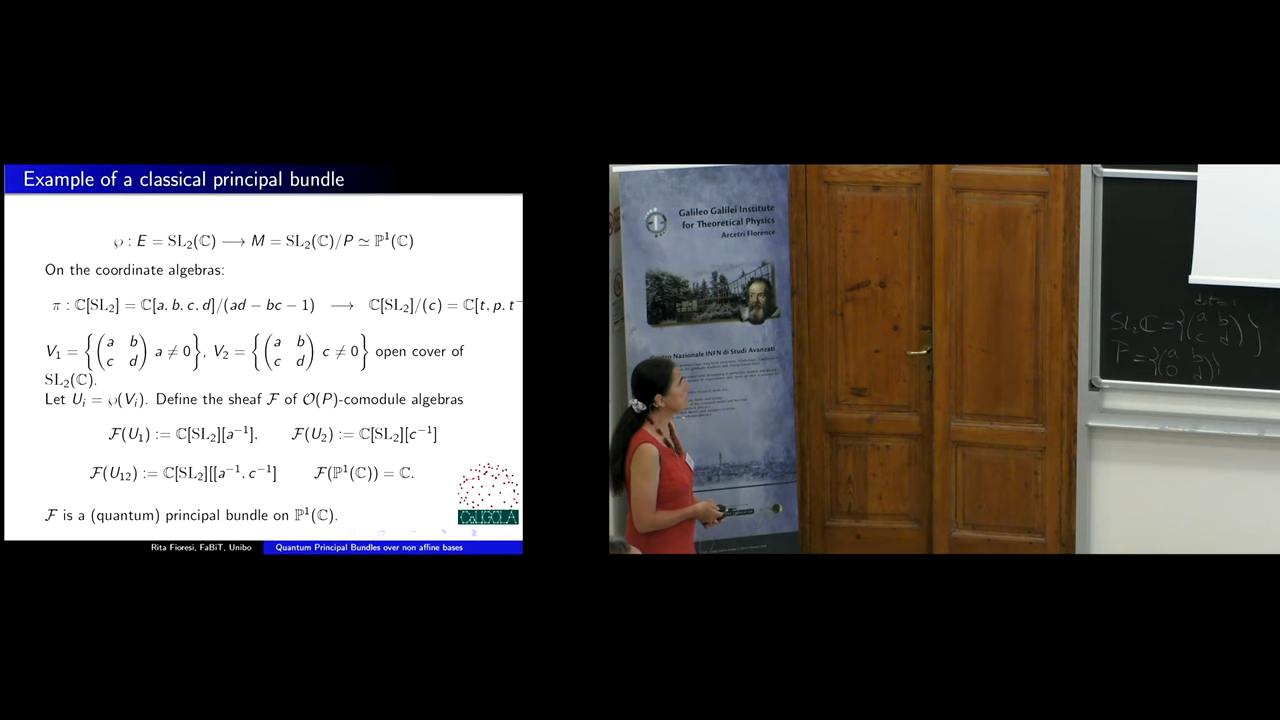 Example of a classical principal bundle
℘ : E = SL₂(ℂ) ⟶ M = SL₂(ℂ)/P ≃ ℙ¹(ℂ)
On the coordinate algebras:
π : ℂ[SL₂] = ℂ[a, b, c, d]/(ad − bc − 1) ⟶ ℂ[SL₂]/(c) = ℂ[t, p, t⁻
V₁ = {(a b c d) a ≠ 0}, V₂ = {(a b c d) c ≠ 0} open cover of
SL₂(ℂ).
Let Uᵢ = ℘(Vᵢ). Define the sheaf ℱ of 𝒪(P)-comodule algebras
ℱ(U₁) := ℂ[SL₂][a⁻¹], ℱ(U₂) := ℂ[SL₂][c⁻¹]
ℱ(U₁₂) := ℂ[SL₂][[a⁻¹, c⁻¹] ℱ(ℙ¹(ℂ)) = ℂ.
ℱ is a (quantum) principal bundle on ℙ¹(ℂ).
CaLIGOLA
Rita Fioresi, FaBiT, Unibo Quantum Principal Bundles over non affine bases
Galileo Galilei Institute
for Theoretical Physics
Arcetri Florence
Nazionale INFN di Studi Avanzati
det = 1
SL₂ℂ = {(a b c d)}
P = {(a b 0 d)}